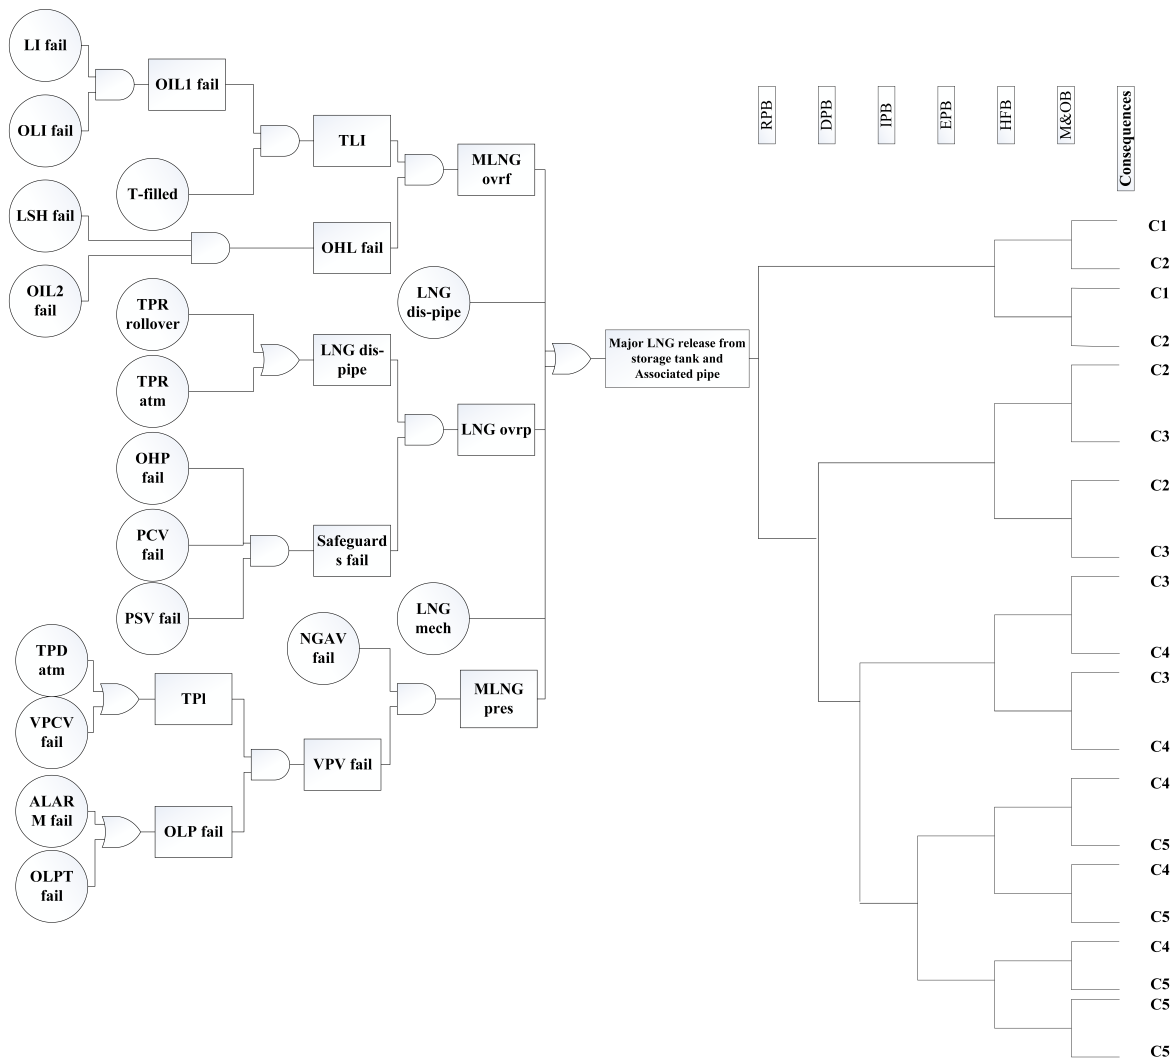 LI fail
OIL1 fail
OLI fail
TLI
MLNG
ovrf
T-filled
LSH fail
OHL fail
OIL2
fail
TPR
rollover
LNG
dis-pipe
LNG dis-
pipe
TPR
atm
Major LNG release from
storage tank and
Associated pipe
LNG ovrp
OHP
fail
PCV
fail
Safeguard
s fail
PSV fail
LNG
mech
NGAV
fail
TPD
atm
TPl
MLNG
pres
VPCV
fail
VPV fail
ALAR
M fail
OLP fail
OLPT
fail
RPB
DPB
IPB
EPB
HFB
M&OB
Consequences
C1
C2
C1
C2
C2
C3
C2
C3
C3
C4
C3
C4
C4
C5
C4
C5
C4
C5
C5
C5